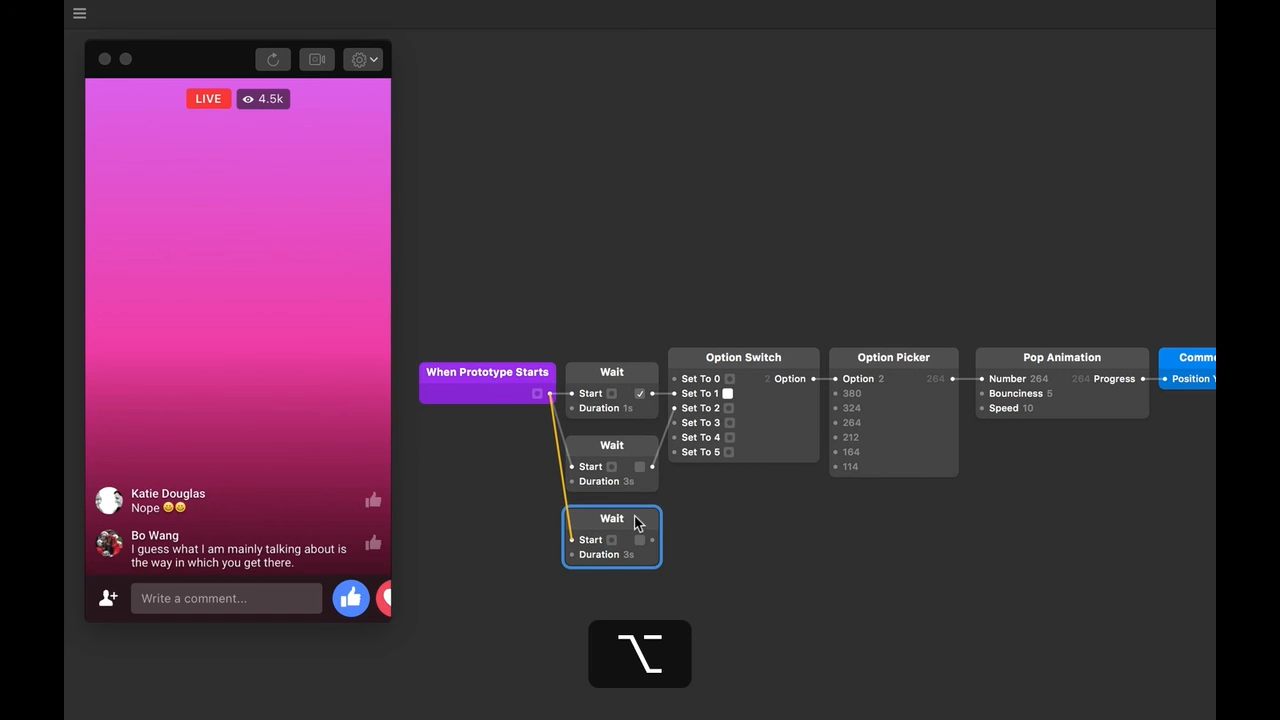 LIVE
4.5k
Katie Douglas
Nope 😀😀
Bo Wang
I guess what I am mainly talking about is
the way in which you get there.
Write a comment...
When Prototype Starts
Wait
Start
Duration 1s
Wait
Start
Duration 3s
Wait
Start
Duration 3s
Option Switch
Set To 0
2 Option
Set To 1
Set To 2
Set To 3
Set To 4
Set To 5
Option Picker
Option 2
264
380
324
264
212
164
114
Pop Animation
Number 264
264 Progress
Bounciness 5
Speed 10
Comme
Position Y
⌥